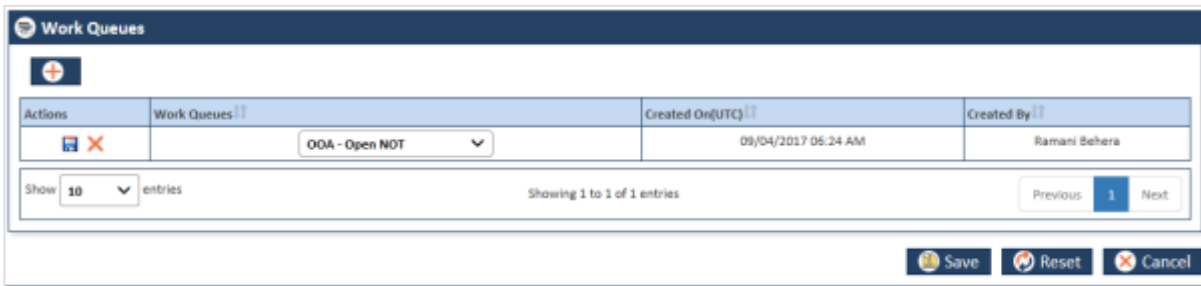 Work Queues
Actions Work Queues Created On(UTC) Created By
OOA - Open NOT 09/04/2017 06:24 AM Ramani Behera
Show 10 entries Showing 1 to 1 of 1 entries Previous 1 Next
Save Reset Cancel